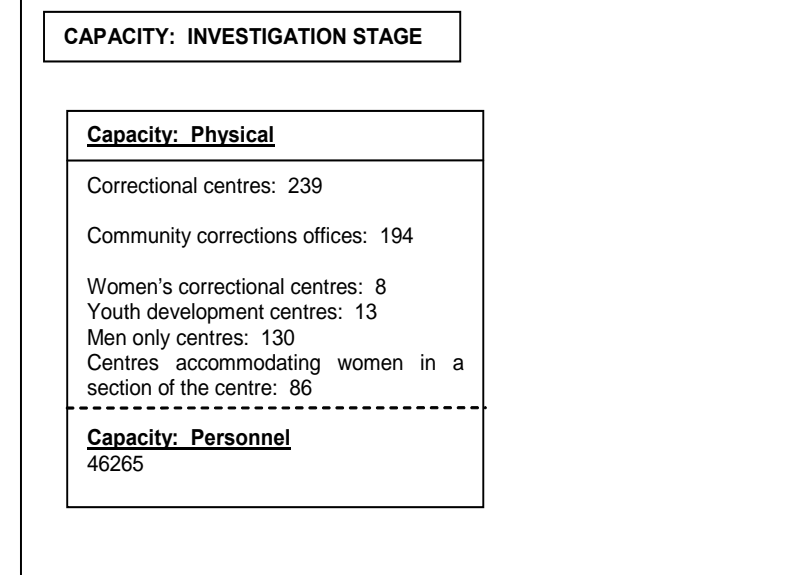 CAPACITY: INVESTIGATION STAGE
Capacity: Physical
Correctional centres: 239
Community corrections offices: 194
Women’s correctional centres: 8
Youth development centres: 13
Men only centres: 130
Centres accommodating women in a
section of the centre: 86
Capacity: Personnel
46265